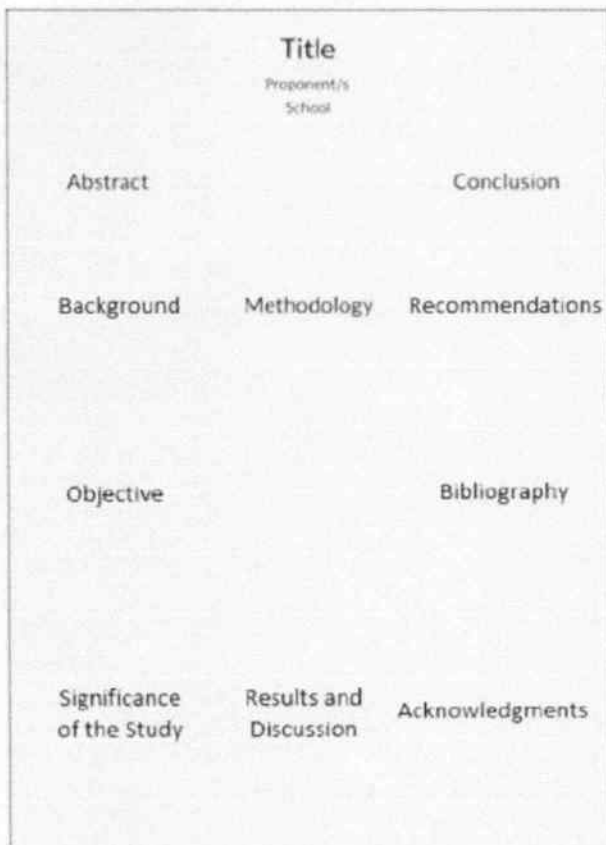 Title
Proponent/s
School
Abstract
Conclusion
Background
Methodology
Recommendations
Objective
Bibliography
Significance
of the Study
Results and
Discussion
Acknowledgments